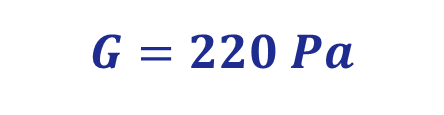 G = 220 Pa